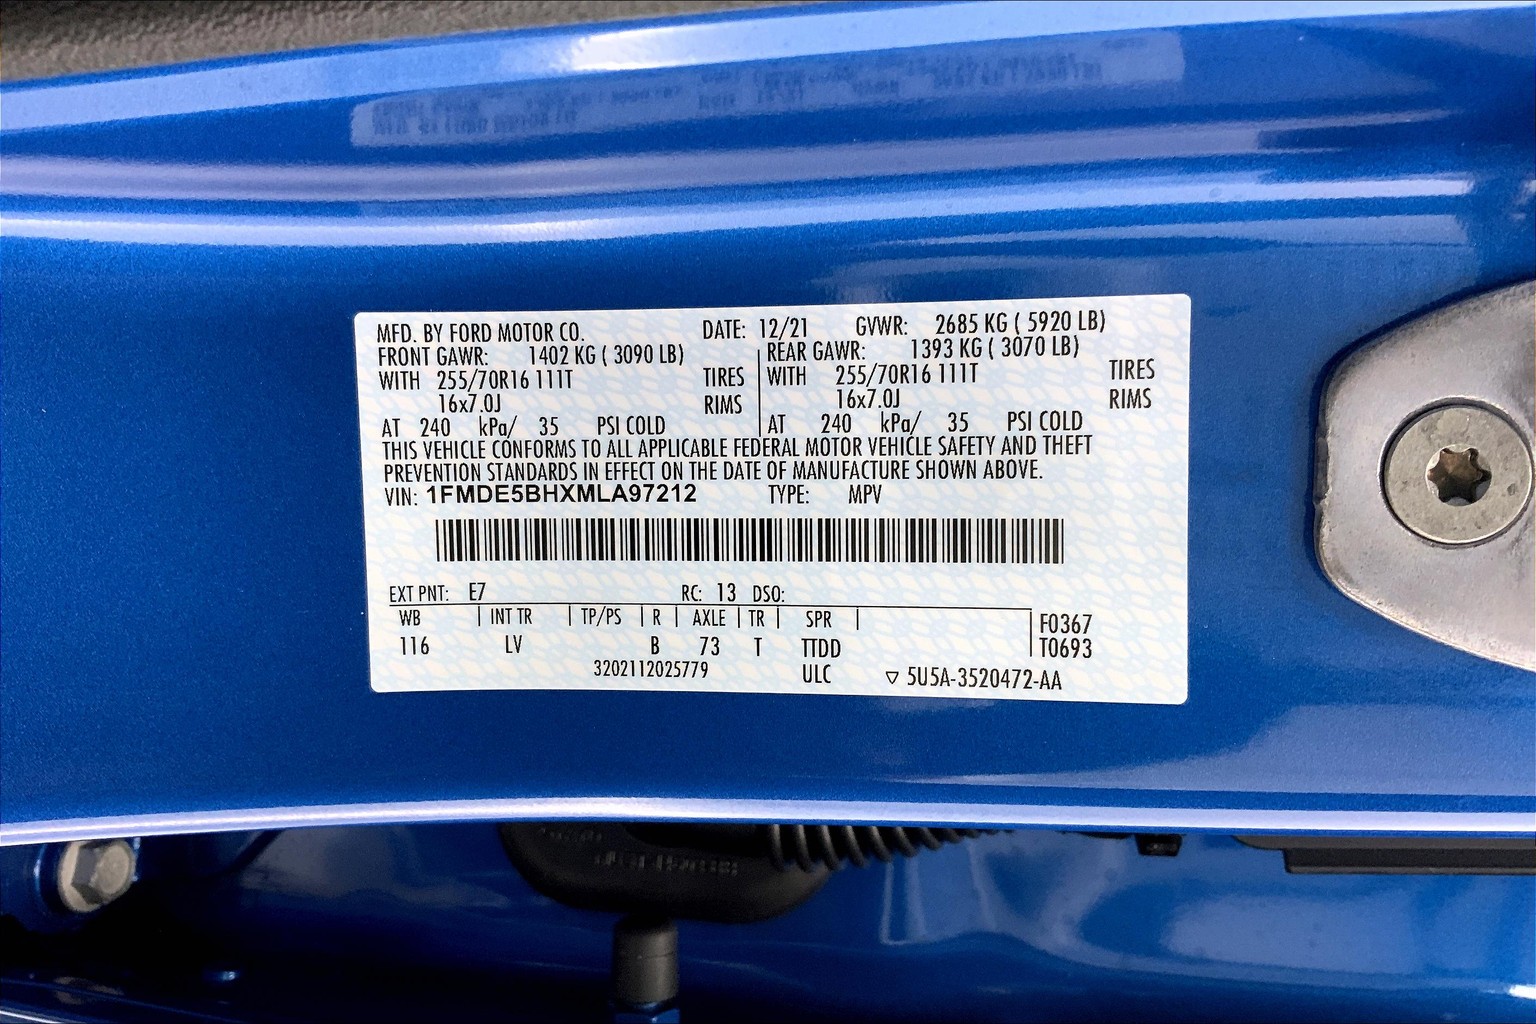 MFD. BY FORD MOTOR CO. DATE: 12/21 GVWR: 2685 KG ( 5920 LB)
FRONT GAWR: 1402 KG ( 3090 LB) REAR GAWR: 1393 KG ( 3070 LB)
WITH 255/70R16 111T TIRES WITH 255/70R16 111T TIRES
16x7.0J RIMS 16x7.0J RIMS
AT 240 kPa/ 35 PSI COLD AT 240 kPa/ 35 PSI COLD
THIS VEHICLE CONFORMS TO ALL APPLICABLE FEDERAL MOTOR VEHICLE SAFETY AND THEFT
PREVENTION STANDARDS IN EFFECT ON THE DATE OF MANUFACTURE SHOWN ABOVE.
VIN: 1FMDE5BHXMLA97212 TYPE: MPV
EXT PNT: E7 RC: 13 DSO:
WB INT TR TP/PS R AXLE TR SPR F0367
116 LV B 73 T TTDD T0693
3202112025779 ULC ▽ 5U5A-3520472-AA